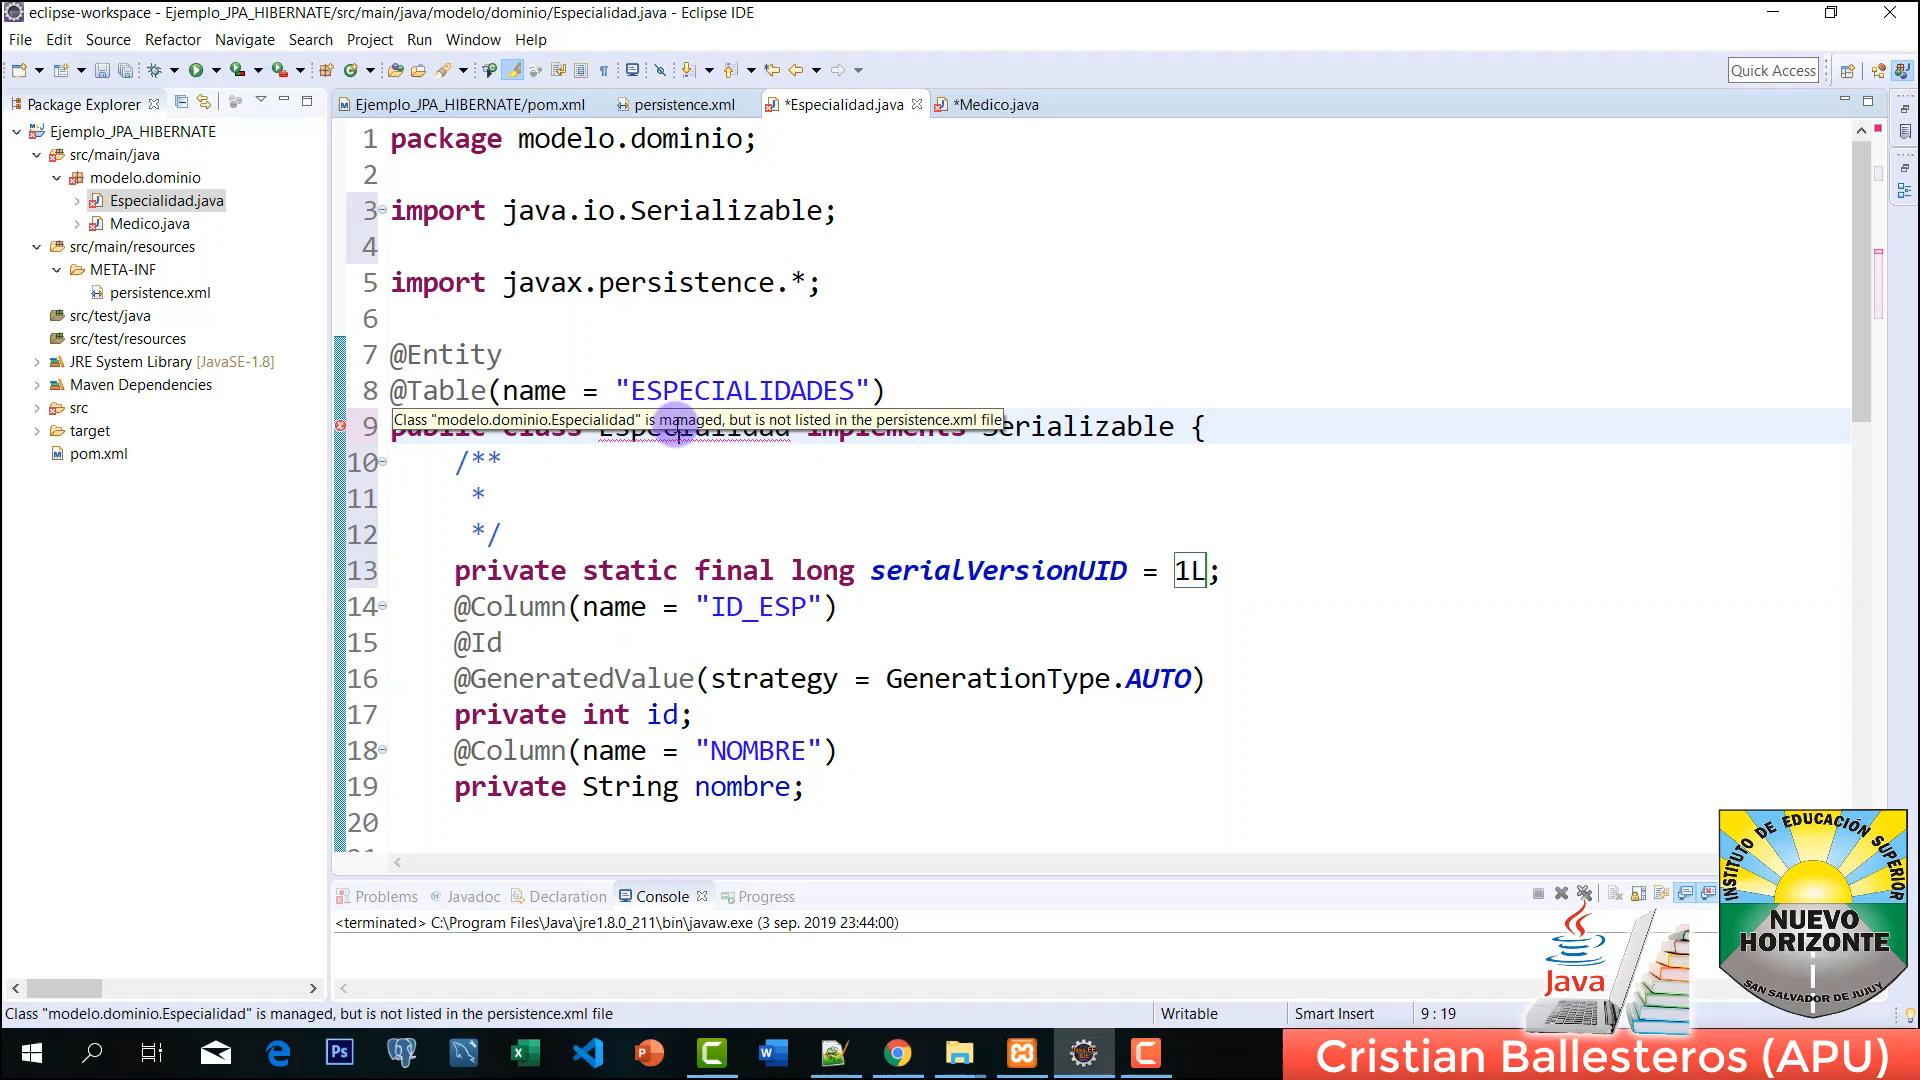 eclipse-workspace - Ejemplo_JPA_HIBERNATE/src/main/java/modelo/dominio/Especialidad.java - Eclipse IDE
File Edit Source Refactor Navigate Search Project Run Window Help
Quick Access
Package Explorer
Ejemplo_JPA_HIBERNATE/pom.xml persistence.xml *Especialidad.java *Medico.java
Ejemplo_JPA_HIBERNATE
src/main/java
modelo.dominio
Especialidad.java
Medico.java
src/main/resources
META-INF
persistence.xml
src/test/java
src/test/resources
JRE System Library [JavaSE-1.8]
Maven Dependencies
src
target
pom.xml
1 package modelo.dominio;
2
3 import java.io.Serializable;
4
5 import javax.persistence.*;
6
7 @Entity
8 @Table(name = "ESPECIALIDADES")
Class "modelo.dominio.Especialidad" is managed, but is not listed in the persistence.xml file
9 public class Especialidad implements Serializable {
10 /**
11 *
12 */
13 private static final long serialVersionUID = 1L;
14 @Column(name = "ID_ESP")
15 @Id
16 @GeneratedValue(strategy = GenerationType.AUTO)
17 private int id;
18 @Column(name = "NOMBRE")
19 private String nombre;
20
Problems @ Javadoc Declaration Console Progress
<terminated> C:\Program Files\Java\jre1.8.0_211\bin\javaw.exe (3 sep. 2019 23:44:00)
Class "modelo.dominio.Especialidad" is managed, but is not listed in the persistence.xml file
Writable Smart Insert 9 : 19
INSTITUTO DE EDUCACIÓN SUPERIOR
NUEVO
HORIZONTE
SAN SALVADOR DE JUJUY
Java
Cristian Ballesteros (APU)